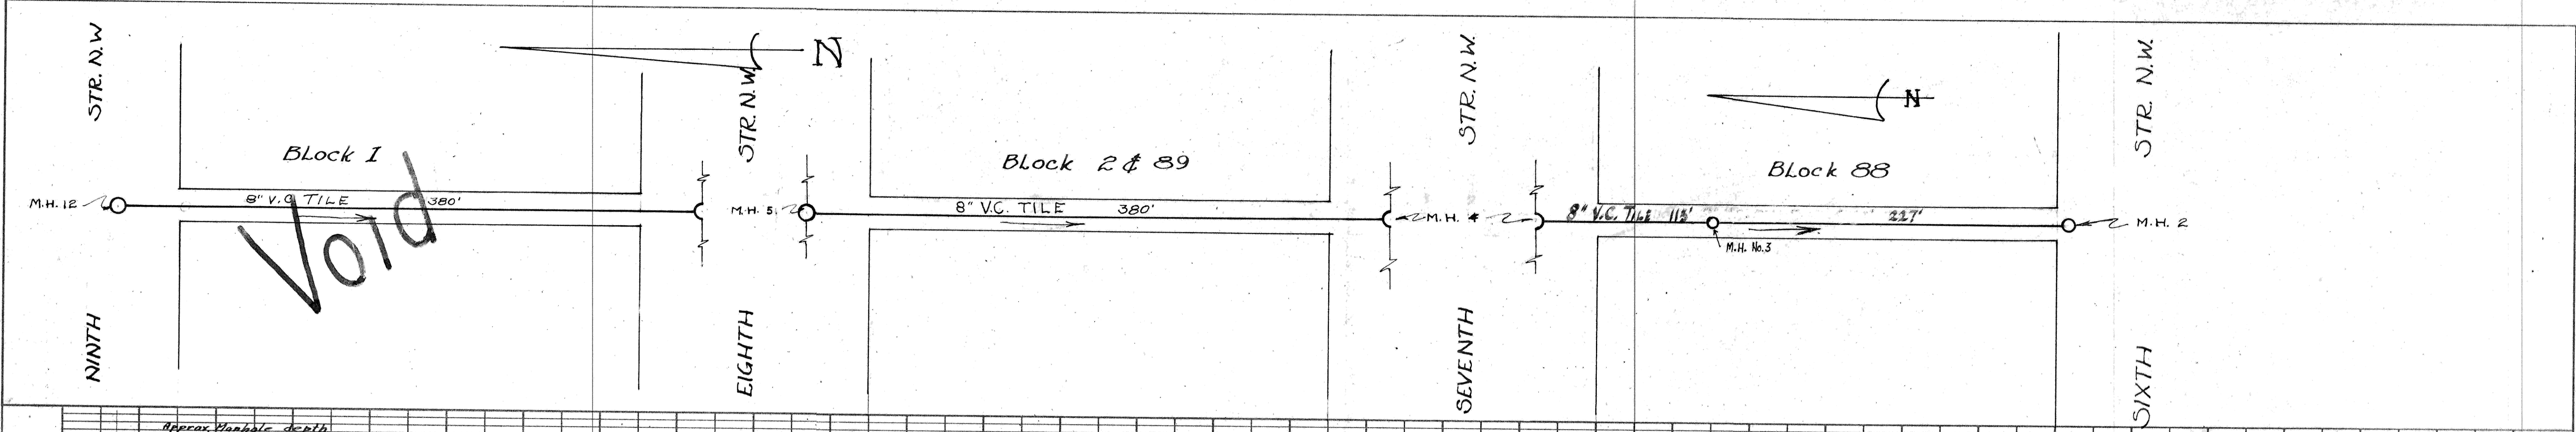 STR. N.W
NINTH
M.H. 12
Block I
8" V.C TILE 380'
Void
N
STR. N.W.
EIGHTH
M.H. 5
Block 2 & 89
8" V.C. TILE 380'
STR. N.W.
SEVENTH
M.H. 4
N
Block 88
8" V.C. TILE 113' 227'
M.H. No.3
M.H. 2
STR. N.W.
SIXTH
Approx. Manhole depth